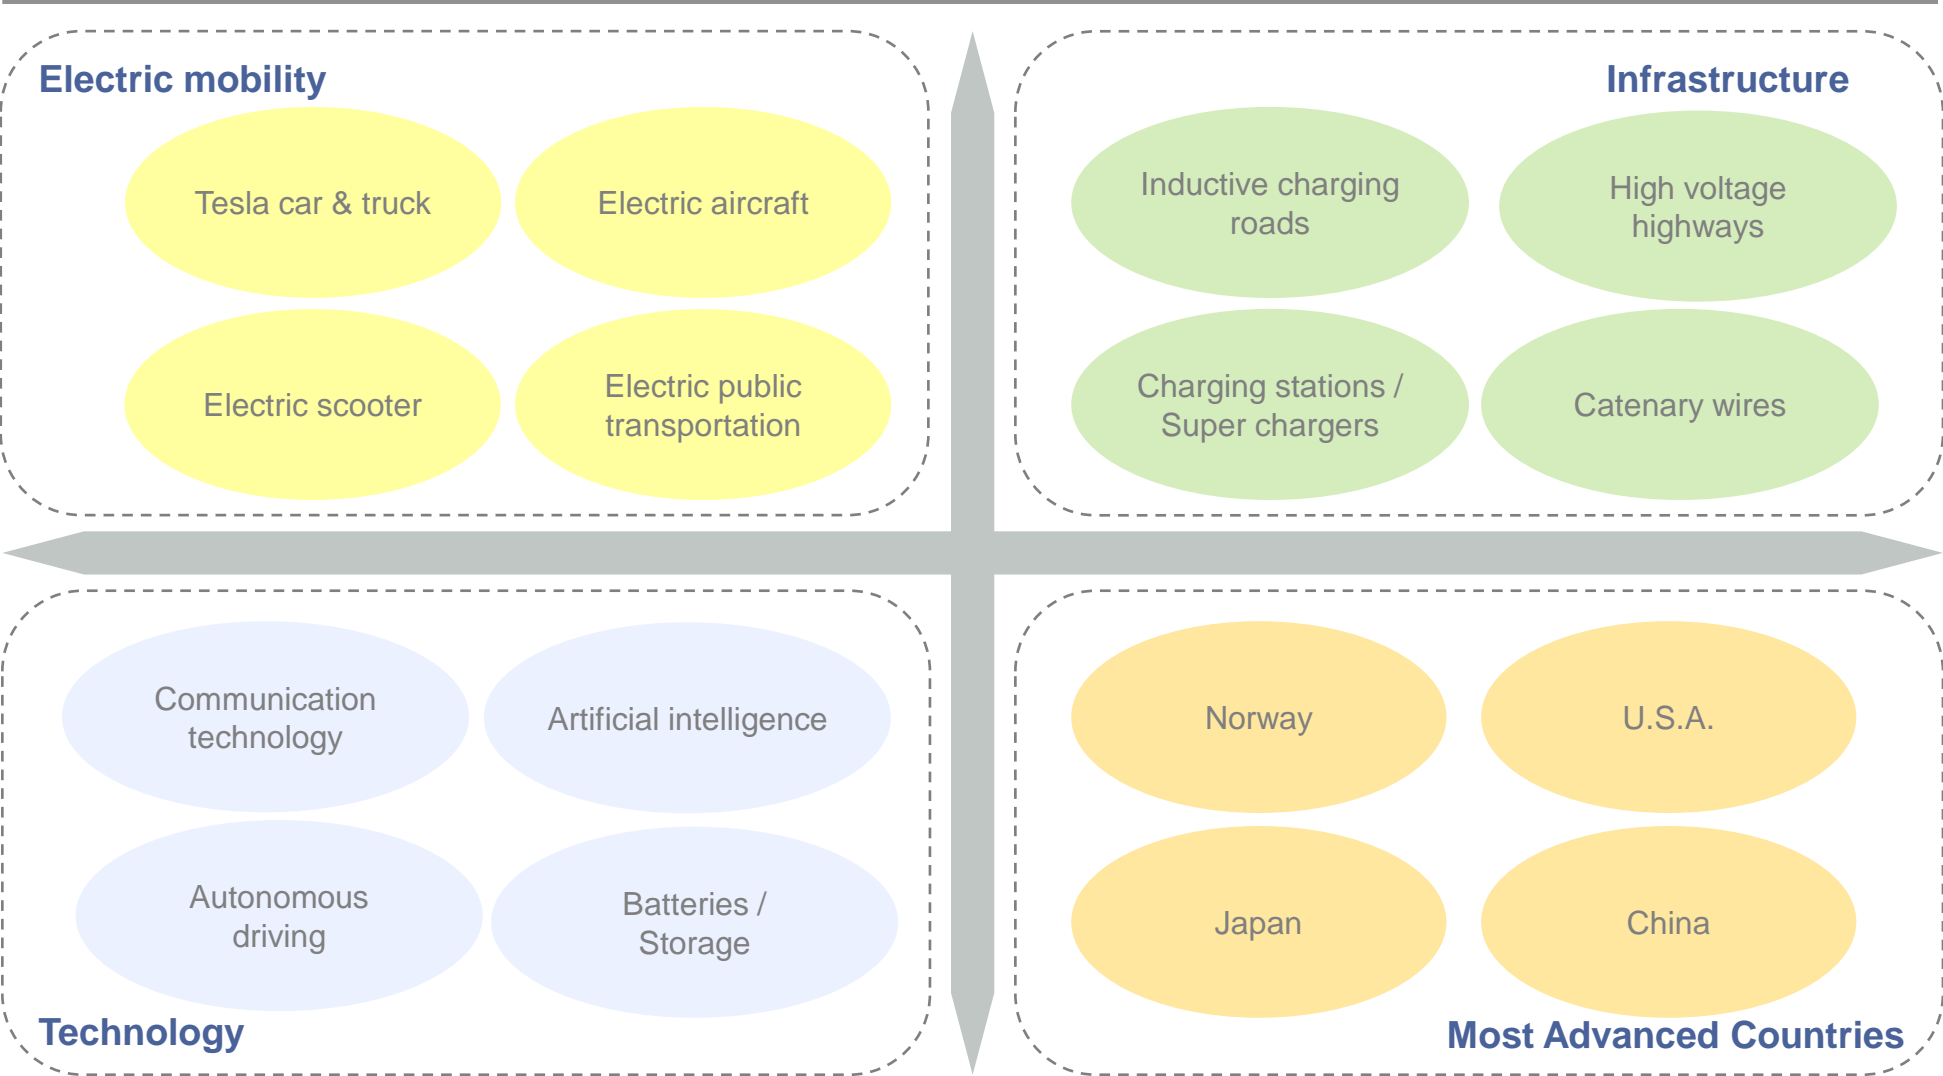 Electric mobility
Tesla car & truck
Electric aircraft
Electric scooter
Electric public
transportation
Infrastructure
Inductive charging
roads
High voltage
highways
Charging stations /
Super chargers
Catenary wires
Communication
technology
Artificial intelligence
Autonomous
driving
Batteries /
Storage
Technology
Norway
U.S.A.
Japan
China
Most Advanced Countries